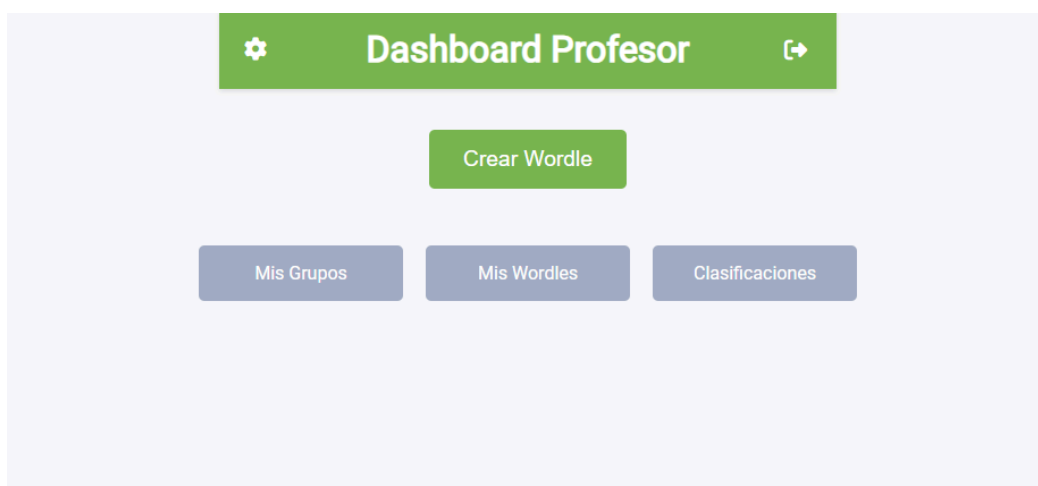 Dashboard Profesor
Crear Wordle
Mis Grupos
Mis Wordles
Clasificaciones